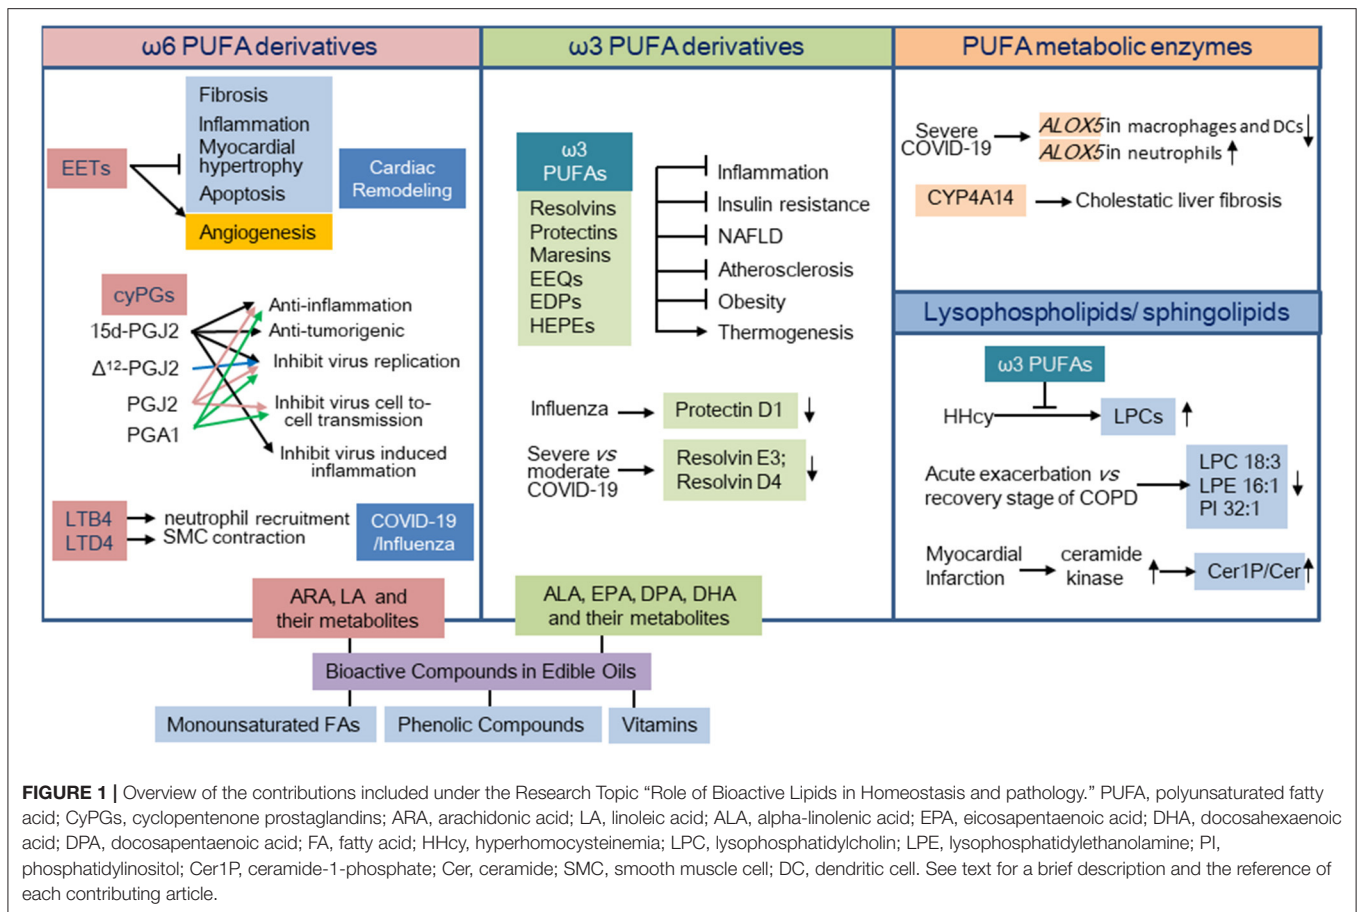 ω6 PUFA derivatives
EETs
Fibrosis
Inflammation
Myocardial
hypertrophy
Apoptosis
Angiogenesis
Cardiac
Remodeling
cyPGs
15d-PGJ2
Δ¹²-PGJ2
PGJ2
PGA1
Anti-inflammation
Anti-tumorigenic
Inhibit virus replication
Inhibit virus cell to-
cell transmission
Inhibit virus induced
inflammation
LTB4
LTD4
neutrophil recruitment
SMC contraction
COVID-19
/Influenza
ω3 PUFA derivatives
ω3
PUFAs
Resolvins
Protectins
Maresins
EEQs
EDPs
HEPEs
Inflammation
Insulin resistance
NAFLD
Atherosclerosis
Obesity
Thermogenesis
Influenza
Protectin D1
Severe vs
moderate
COVID-19
Resolvin E3;
Resolvin D4
PUFA metabolic enzymes
Severe
COVID-19
ALOX5 in macrophages and DCs
ALOX5 in neutrophils
CYP4A14
Cholestatic liver fibrosis
Lysophospholipids/ sphingolipids
ω3 PUFAs
HHcy
LPCs
Acute exacerbation vs
recovery stage of COPD
LPC 18:3
LPE 16:1
PI 32:1
Myocardial
Infarction
ceramide
kinase
Cer1P/Cer
ARA, LA and
their metabolites
ALA, EPA, DPA, DHA
and their metabolites
Bioactive Compounds in Edible Oils
Monounsaturated FAs
Phenolic Compounds
Vitamins
FIGURE 1 | Overview of the contributions included under the Research Topic “Role of Bioactive Lipids in Homeostasis and pathology.” PUFA, polyunsaturated fatty
acid; CyPGs, cyclopentenone prostaglandins; ARA, arachidonic acid; LA, linoleic acid; ALA, alpha-linolenic acid; EPA, eicosapentaenoic acid; DHA, docosahexaenoic
acid; DPA, docosapentaenoic acid; FA, fatty acid; HHcy, hyperhomocysteinemia; LPC, lysophosphatidylcholin; LPE, lysophosphatidylethanolamine; PI,
phosphatidylinositol; Cer1P, ceramide-1-phosphate; Cer, ceramide; SMC, smooth muscle cell; DC, dendritic cell. See text for a brief description and the reference of
each contributing article.